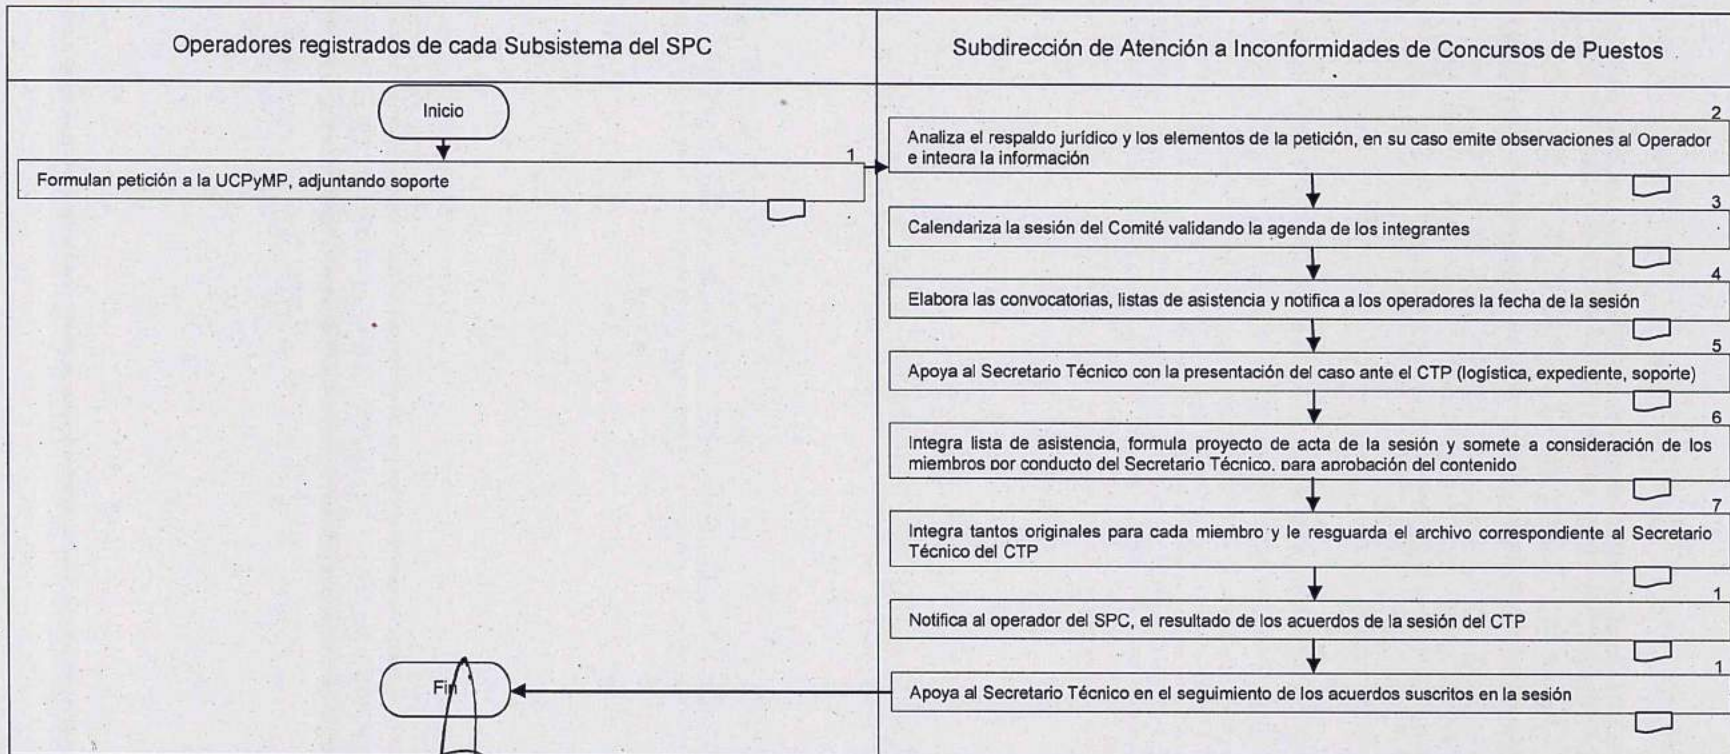 Operadores registrados de cada Subsistema del SPC
Subdirección de Atención a Inconformidades de Concursos de Puestos
Inicio
1
Formulan petición a la UCPyMP, adjuntando soporte
2
Analiza el respaldo jurídico y los elementos de la petición, en su caso emite observaciones al Operador
e integra la información
3
Calendariza la sesión del Comité validando la agenda de los integrantes
4
Elabora las convocatorias, listas de asistencia y notifica a los operadores la fecha de la sesión
5
Apoya al Secretario Técnico con la presentación del caso ante el CTP (logística, expediente, soporte)
6
Integra lista de asistencia, formula proyecto de acta de la sesión y somete a consideración de los
miembros por conducto del Secretario Técnico, para aprobación del contenido
7
Integra tantos originales para cada miembro y le resguarda el archivo correspondiente al Secretario
Técnico del CTP
1
Notifica al operador del SPC, el resultado de los acuerdos de la sesión del CTP
1
Apoya al Secretario Técnico en el seguimiento de los acuerdos suscritos en la sesión
Fin